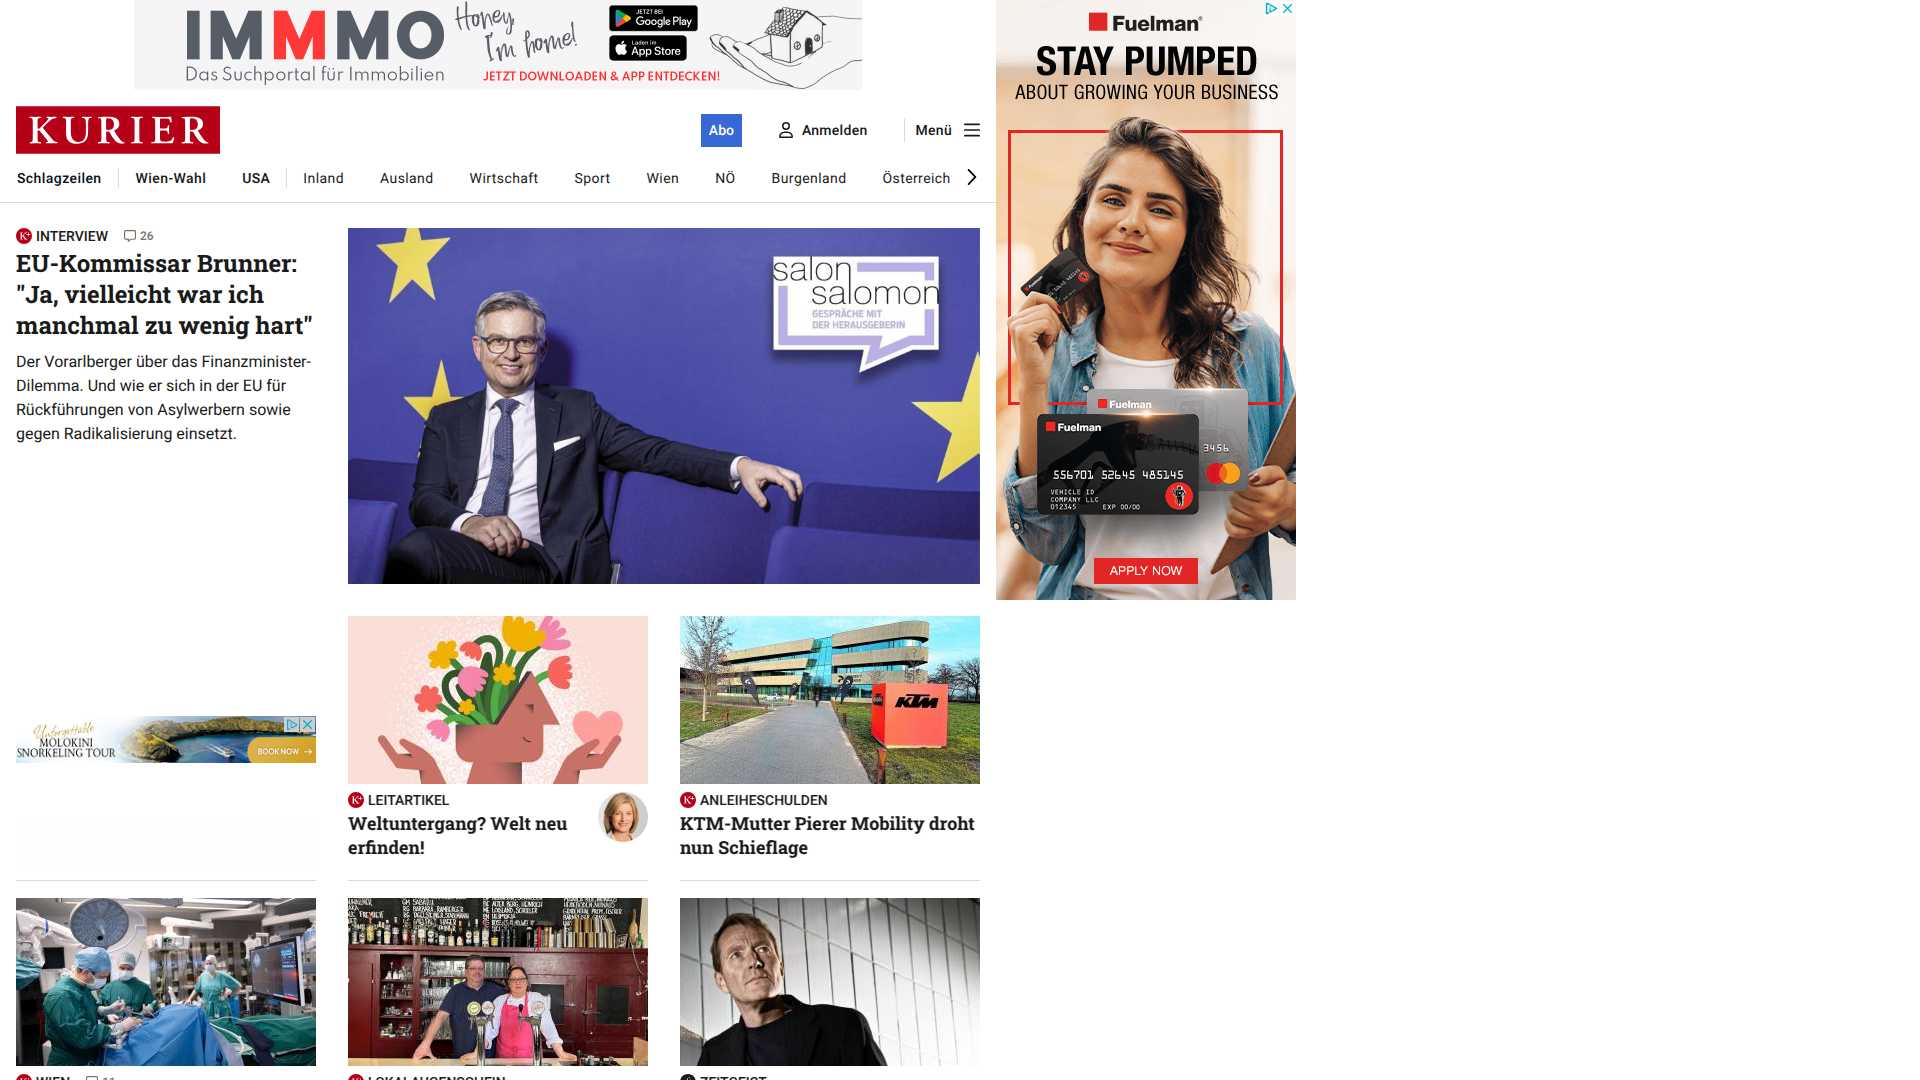 IMMMO
Das Suchportal für Immobilien
Honey,
I'm home!
JETZT BEI
Google Play
Laden im
App Store
JETZT DOWNLOADEN & APP ENTDECKEN!
KURIER
Abo
Anmelden
Menü
Schlagzeilen
Wien-Wahl
USA
Inland
Ausland
Wirtschaft
Sport
Wien
NÖ
Burgenland
Österreich
K+ INTERVIEW 26
EU-Kommissar Brunner:
"Ja, vielleicht war ich
manchmal zu wenig hart"
Der Vorarlberger über das Finanzminister-
Dilemma. Und wie er sich in der EU für
Rückführungen von Asylwerbern sowie
gegen Radikalisierung einsetzt.
salon
salomon
GESPRÄCHE MIT
DER HERAUSGEBERIN
Unforgettable
MOLOKINI
SNORKELING TOUR
BOOK NOW
K+ LEITARTIKEL
Weltuntergang? Welt neu
erfinden!
KTM
K+ ANLEIHESCHULDEN
KTM-Mutter Pierer Mobility droht
nun Schieflage
WIEN 11
LOKALAUGENSCHEIN
ZEITGEIST
Fuelman
STAY PUMPED
ABOUT GROWING YOUR BUSINESS
Fuelman
Fuelman
3456
556701 52645 485145
VEHICLE ID
COMPANY LLC
012345 EXP 00/00
APPLY NOW